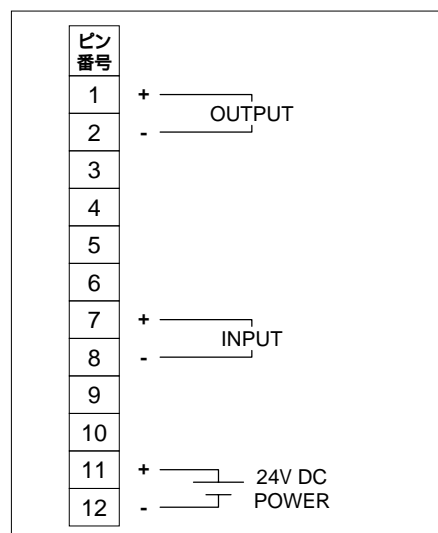 ピン
番号
1 +
OUTPUT
2 -
3
4
5
6
7 +
INPUT
8 -
9
10
11 +
24V DC
POWER
12 -